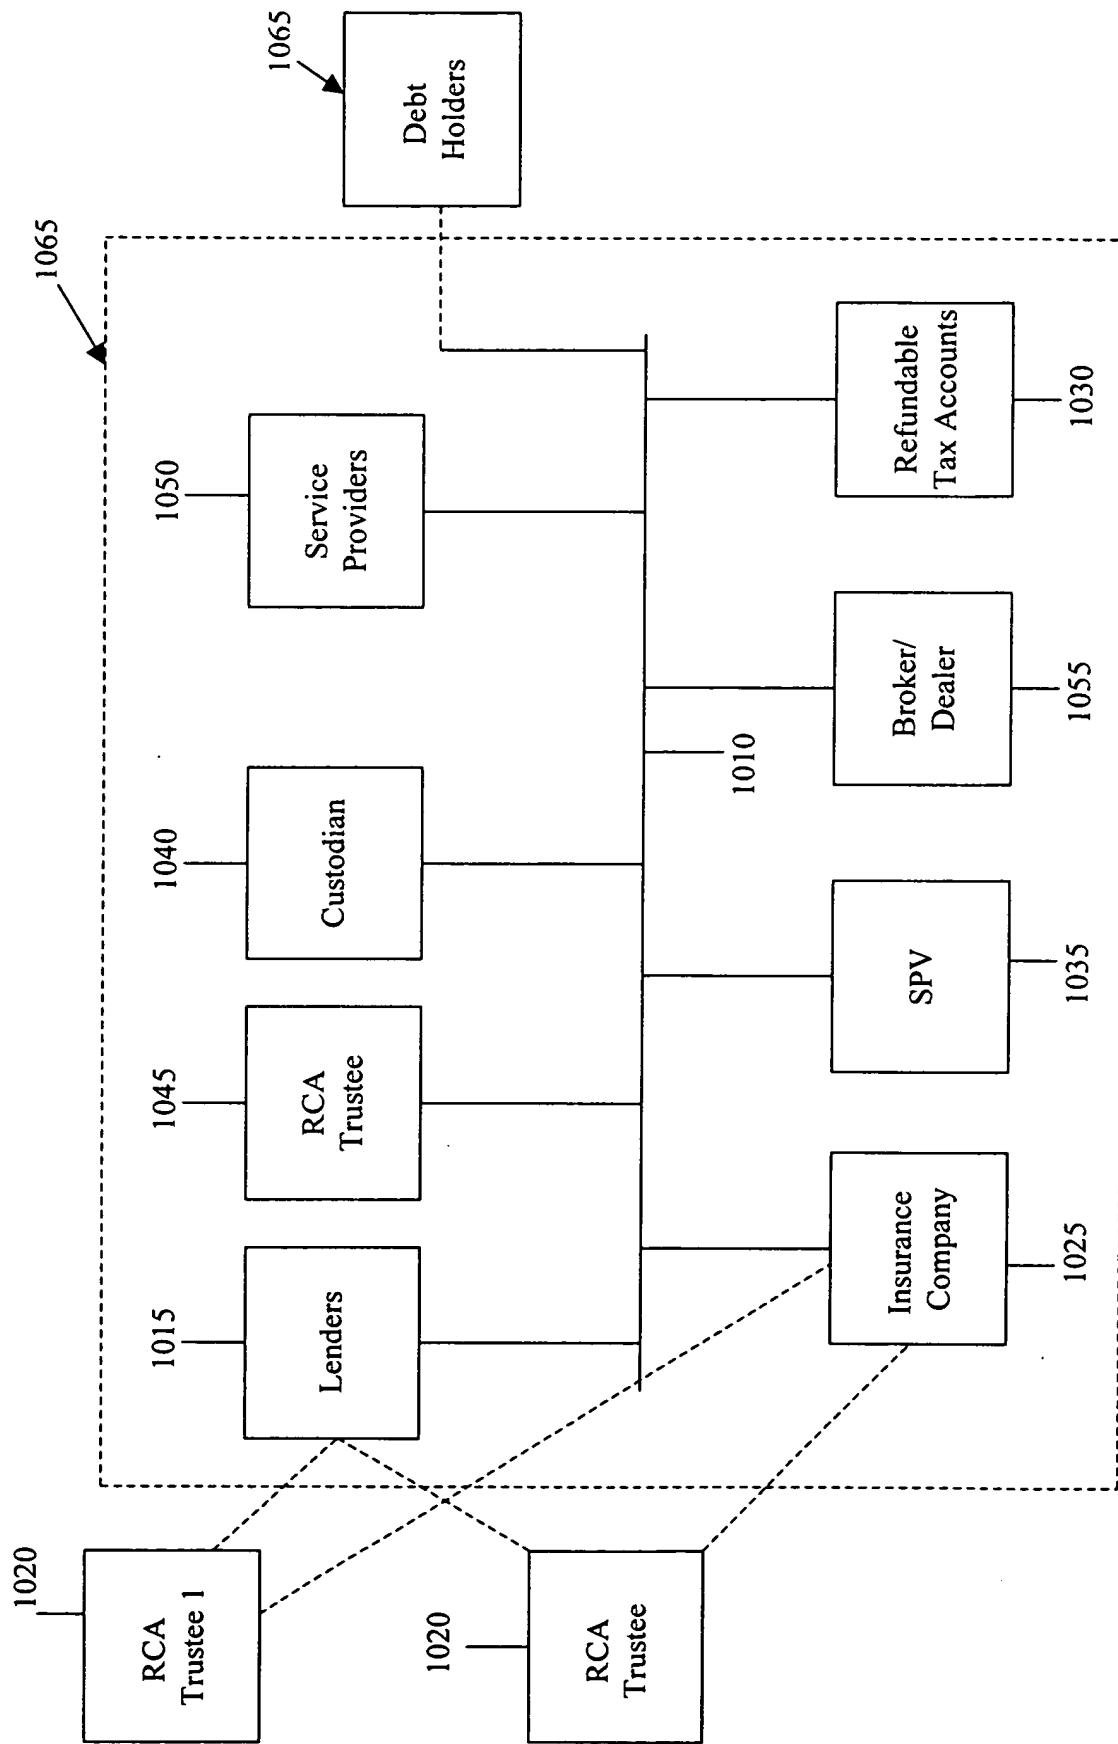 1020
RCA
Trustee 1
1020
RCA
Trustee
1065
1015
Lenders
1045
RCA
Trustee
1040
Custodian
1050
Service
Providers
1065
Debt
Holders
1010
Insurance
Company
1025
SPV
1035
Broker/
Dealer
1055
Refundable
Tax Accounts
1030